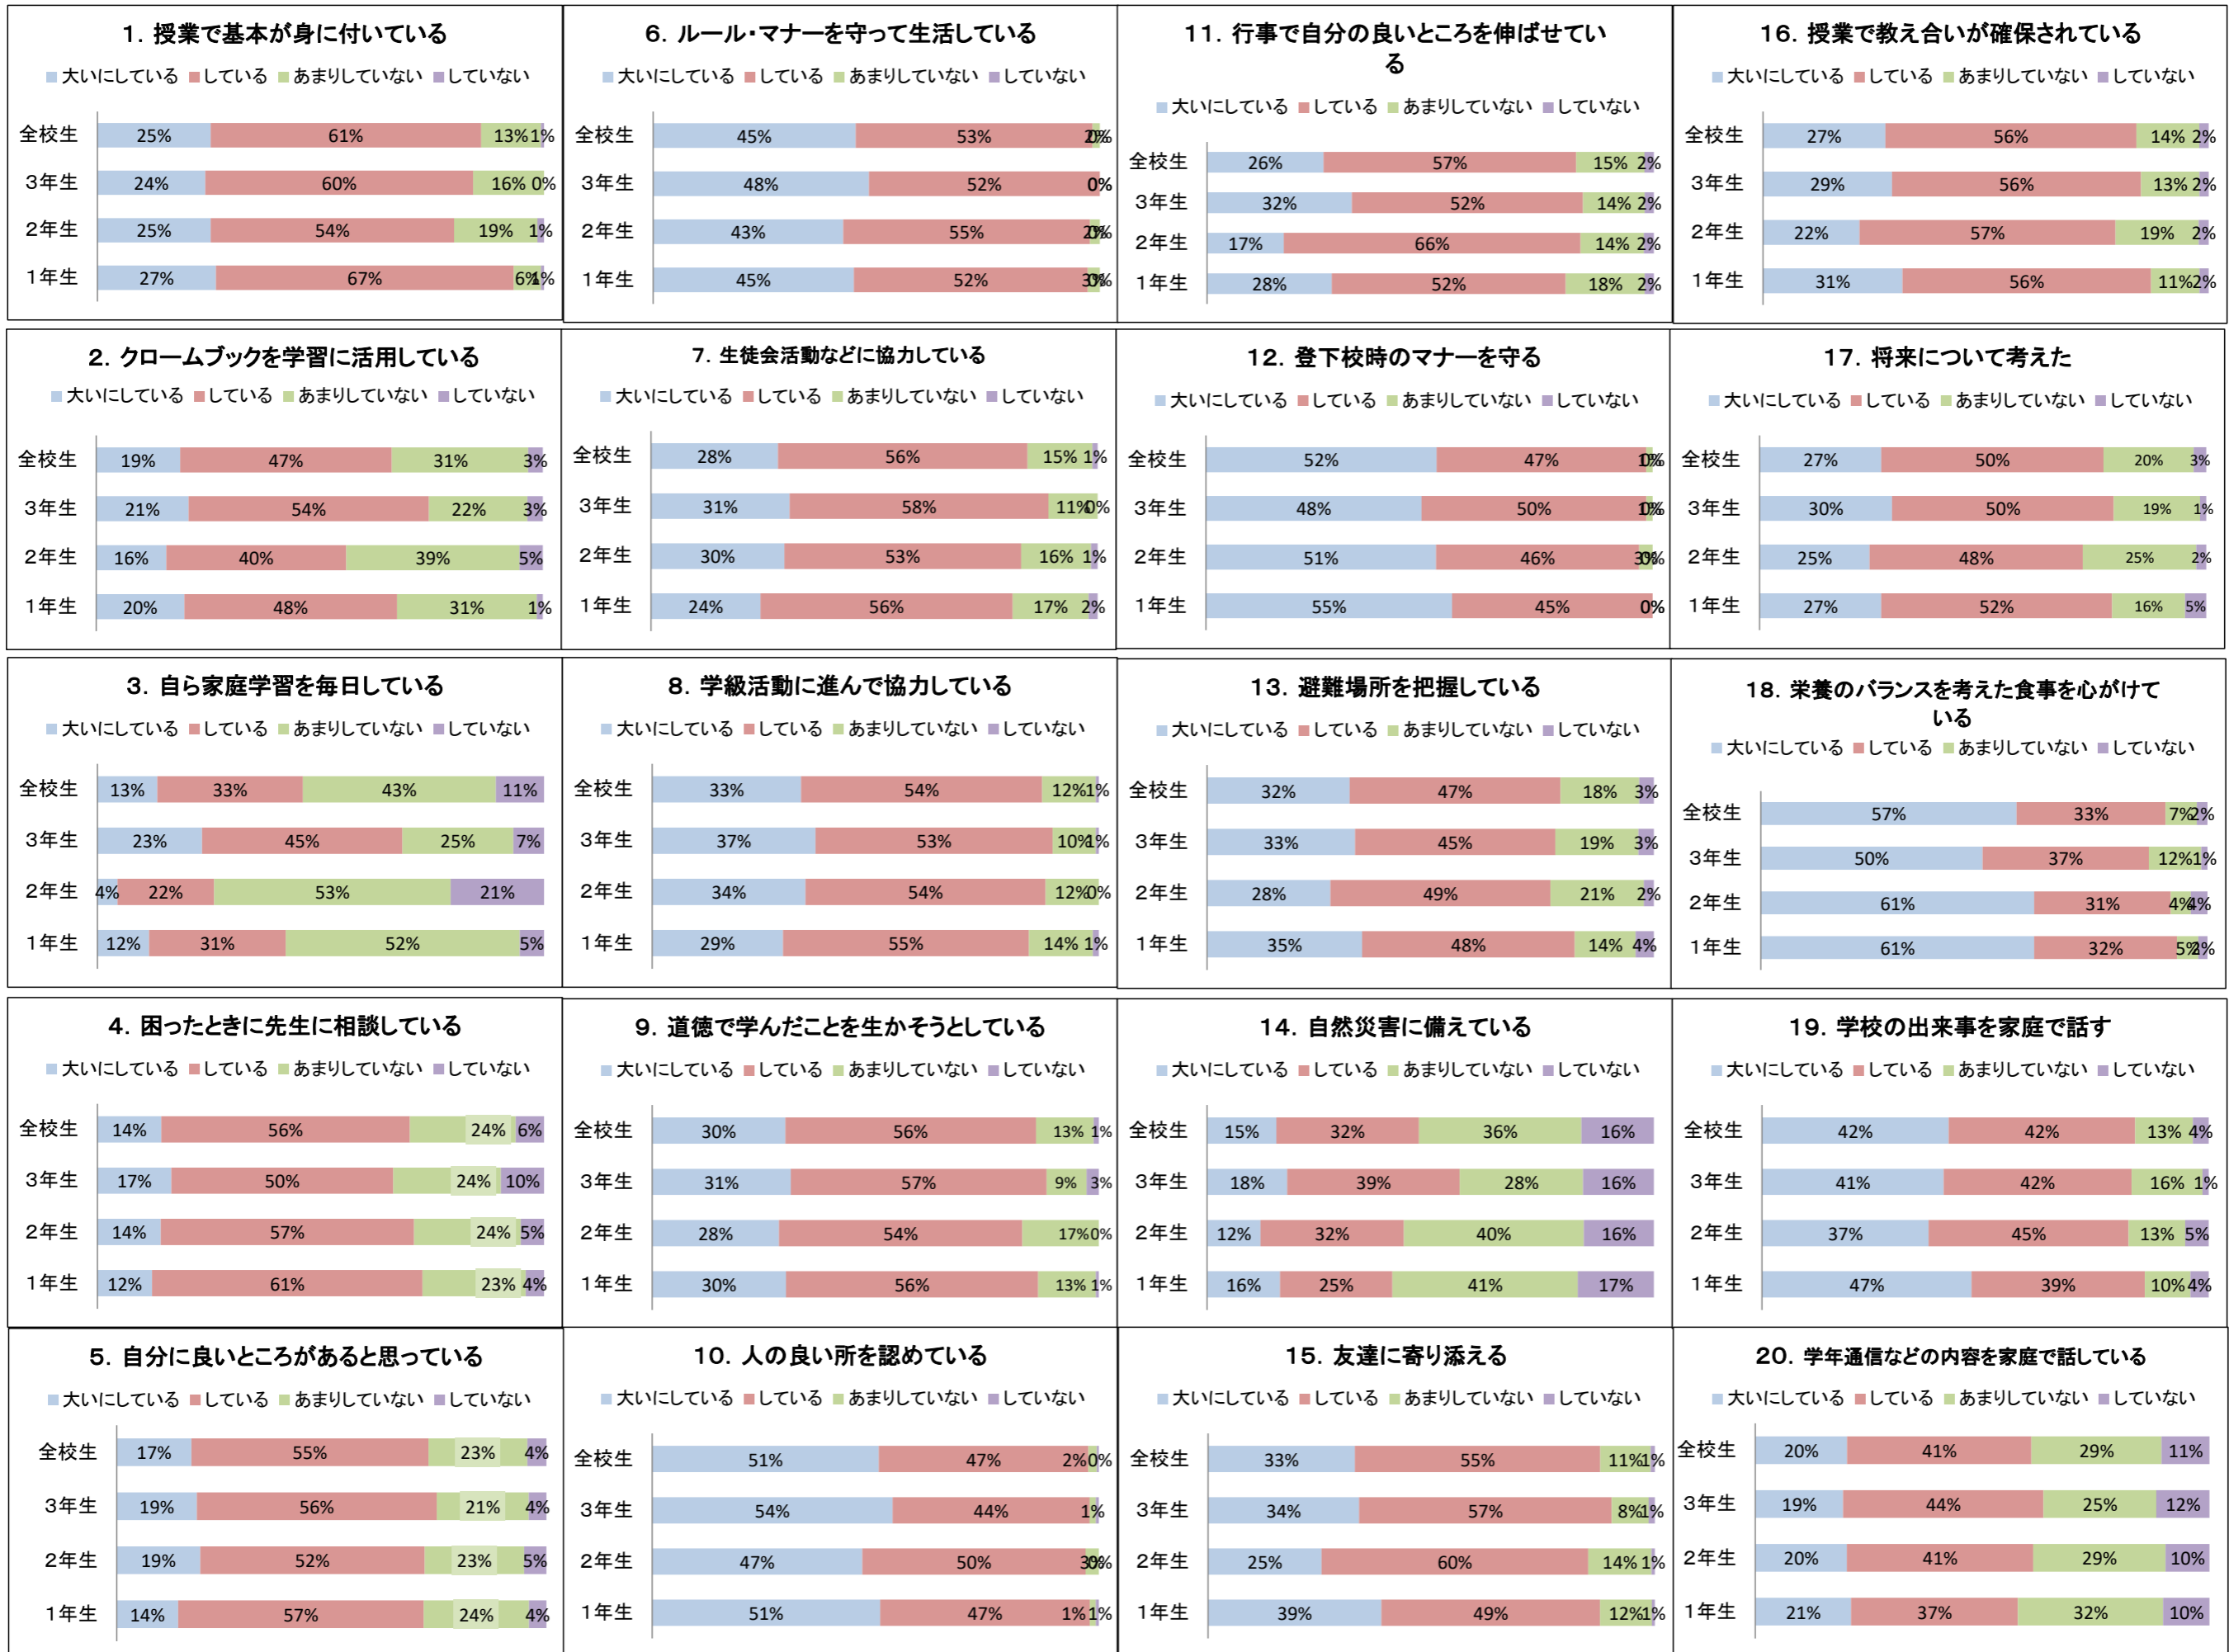 1．授業で基本が身に付いている
大いにしている している あまりしていない していない
全校生 25% 61% 13% 1%
3年生 24% 60% 16% 0%
2年生 25% 54% 19% 1%
1年生 27% 67% 6% 1%
6．ルール・マナーを守って生活している
大いにしている している あまりしていない していない
全校生 45% 53% 2% 0%
3年生 48% 52% 0%
2年生 43% 55% 2% 0%
1年生 45% 52% 3% 0%
11．行事で自分の良いところを伸ばせてい
る
大いにしている している あまりしていない していない
全校生 26% 57% 15% 2%
3年生 32% 52% 14% 2%
2年生 17% 66% 14% 2%
1年生 28% 52% 18% 2%
16．授業で教え合いが確保されている
大いにしている している あまりしていない していない
全校生 27% 56% 14% 2%
3年生 29% 56% 13% 2%
2年生 22% 57% 19% 2%
1年生 31% 56% 11% 2%
2．クロームブックを学習に活用している
大いにしている している あまりしていない していない
全校生 19% 47% 31% 3%
3年生 21% 54% 22% 3%
2年生 16% 40% 39% 5%
1年生 20% 48% 31% 1%
7．生徒会活動などに協力している
大いにしている している あまりしていない していない
全校生 28% 56% 15% 1%
3年生 31% 58% 11% 0%
2年生 30% 53% 16% 1%
1年生 24% 56% 17% 2%
12．登下校時のマナーを守る
大いにしている している あまりしていない していない
全校生 52% 47% 1% 0%
3年生 48% 50% 1% 0%
2年生 51% 46% 3% 0%
1年生 55% 45% 0%
17．将来について考えた
大いにしている している あまりしていない していない
全校生 27% 50% 20% 3%
3年生 30% 50% 19% 1%
2年生 25% 48% 25% 2%
1年生 27% 52% 16% 5%
3．自ら家庭学習を毎日している
大いにしている している あまりしていない していない
全校生 13% 33% 43% 11%
3年生 23% 45% 25% 7%
2年生 4% 22% 53% 21%
1年生 12% 31% 52% 5%
8．学級活動に進んで協力している
大いにしている している あまりしていない していない
全校生 33% 54% 12% 1%
3年生 37% 53% 10% 1%
2年生 34% 54% 12% 0%
1年生 29% 55% 14% 1%
13．避難場所を把握している
大いにしている している あまりしていない していない
全校生 32% 47% 18% 3%
3年生 33% 45% 19% 3%
2年生 28% 49% 21% 2%
1年生 35% 48% 14% 4%
18．栄養のバランスを考えた食事を心がけて
いる
大いにしている している あまりしていない していない
全校生 57% 33% 7% 2%
3年生 50% 37% 12% 1%
2年生 61% 31% 4% 4%
1年生 61% 32% 5% 2%
4．困ったときに先生に相談している
大いにしている している あまりしていない していない
全校生 14% 56% 24% 6%
3年生 17% 50% 24% 10%
2年生 14% 57% 24% 5%
1年生 12% 61% 23% 4%
9．道徳で学んだことを生かそうとしている
大いにしている している あまりしていない していない
全校生 30% 56% 13% 1%
3年生 31% 57% 9% 3%
2年生 28% 54% 17% 0%
1年生 30% 56% 13% 1%
14．自然災害に備えている
大いにしている している あまりしていない していない
全校生 15% 32% 36% 16%
3年生 18% 39% 28% 16%
2年生 12% 32% 40% 16%
1年生 16% 25% 41% 17%
19．学校の出来事を家庭で話す
大いにしている している あまりしていない していない
全校生 42% 42% 13% 4%
3年生 41% 42% 16% 1%
2年生 37% 45% 13% 5%
1年生 47% 39% 10% 4%
5．自分に良いところがあると思っている
大いにしている している あまりしていない していない
全校生 17% 55% 23% 4%
3年生 19% 56% 21% 4%
2年生 19% 52% 23% 5%
1年生 14% 57% 24% 4%
10．人の良い所を認めている
大いにしている している あまりしていない していない
全校生 51% 47% 2% 0%
3年生 54% 44% 1%
2年生 47% 50% 3% 0%
1年生 51% 47% 1% 1%
15．友達に寄り添える
大いにしている している あまりしていない していない
全校生 33% 55% 11% 1%
3年生 34% 57% 8% 1%
2年生 25% 60% 14% 1%
1年生 39% 49% 12% 1%
20．学年通信などの内容を家庭で話している
大いにしている している あまりしていない していない
全校生 20% 41% 29% 11%
3年生 19% 44% 25% 12%
2年生 20% 41% 29% 10%
1年生 21% 37% 32% 10%